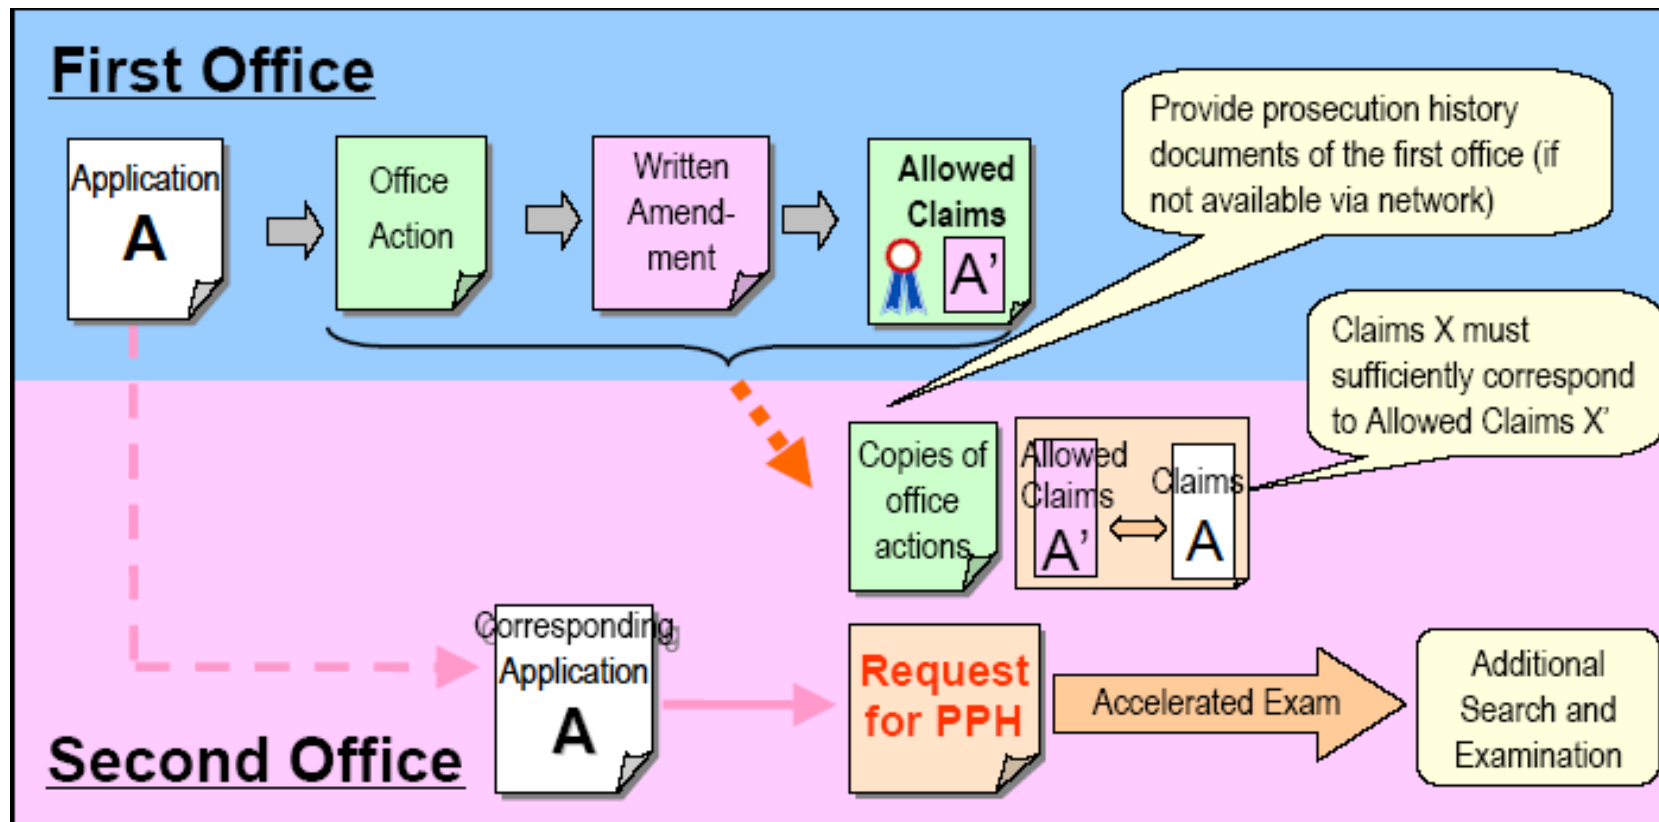 First Office
Application
A
Office
Action
Written
Amend-
ment
Allowed
Claims
A'
Provide prosecution history
documents of the first office (if
not available via network)
Claims X must
sufficiently correspond
to Allowed Claims X'
Copies of
office
actions
Allowed
Claims
A'
Claims
A
Corresponding
Application
A
Request
for PPH
Accelerated Exam
Additional
Search and
Examination
Second Office